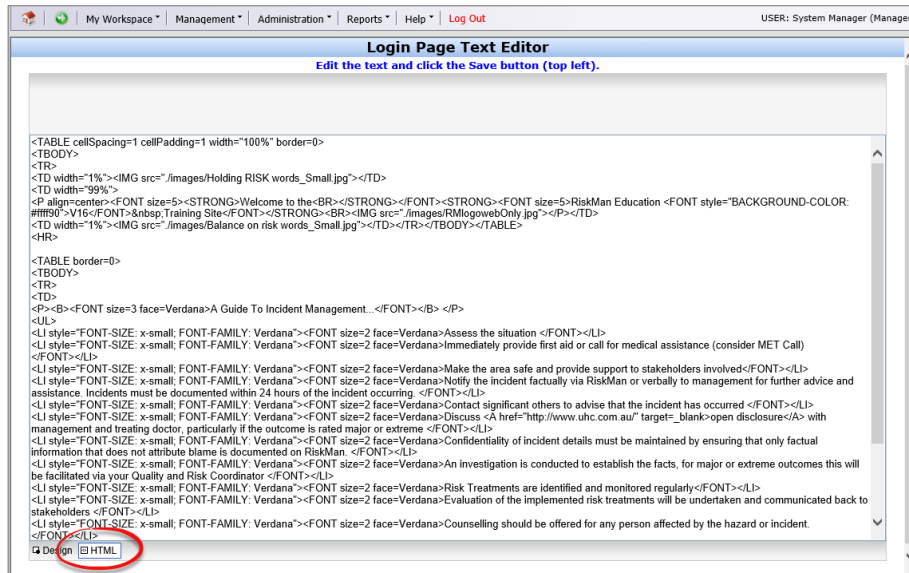 My Workspace Management Administration Reports Help Log Out USER: System Manager (Manage
Login Page Text Editor
Edit the text and click the Save button (top left).
<TABLE cellSpacing=1 cellPadding=1 width="100%" border=0>
<TBODY>
<TR>
<TD width="1%"><IMG src="./images/Holding RISK words_Small.jpg"></TD>
<TD width="99%">
<P align=center><FONT size=5><STRONG>Welcome to the<BR></STRONG></FONT><STRONG><FONT size=5>RiskMan Education <FONT style="BACKGROUND-COLOR:
#ffff90">V16</FONT>&nbsp;Training Site</FONT></STRONG><BR><IMG src="./images/RMlogowebOnly.jpg"></P></TD>
<TD width="1%"><IMG src="./images/Balance on risk words_Small.jpg"></TD></TR></TBODY></TABLE>
<HR>
<TABLE border=0>
<TBODY>
<TR>
<TD>
<P><B><FONT size=3 face=Verdana>A Guide To Incident Management...</FONT></B> </P>
<UL>
<LI style="FONT-SIZE: x-small; FONT-FAMILY: Verdana"><FONT size=2 face=Verdana>Assess the situation </FONT></LI>
<LI style="FONT-SIZE: x-small; FONT-FAMILY: Verdana"><FONT size=2 face=Verdana>Immediately provide first aid or call for medical assistance (consider MET Call)
</FONT></LI>
<LI style="FONT-SIZE: x-small; FONT-FAMILY: Verdana"><FONT size=2 face=Verdana>Make the area safe and provide support to stakeholders involved</FONT></LI>
<LI style="FONT-SIZE: x-small; FONT-FAMILY: Verdana"><FONT size=2 face=Verdana>Notify the incident factually via RiskMan or verbally to management for further advice and
assistance. Incidents must be documented within 24 hours of the incident occurring. </FONT></LI>
<LI style="FONT-SIZE: x-small; FONT-FAMILY: Verdana"><FONT size=2 face=Verdana>Contact significant others to advise that the incident has occurred </FONT></LI>
<LI style="FONT-SIZE: x-small; FONT-FAMILY: Verdana"><FONT size=2 face=Verdana>Discuss <A href="http://www.uhc.com.au/" target=_blank>open disclosure</A> with
management and treating doctor, particularly if the outcome is rated major or extreme </FONT></LI>
<LI style="FONT-SIZE: x-small; FONT-FAMILY: Verdana"><FONT size=2 face=Verdana>Confidentiality of incident details must be maintained by ensuring that only factual
information that does not attribute blame is documented on RiskMan. </FONT></LI>
<LI style="FONT-SIZE: x-small; FONT-FAMILY: Verdana"><FONT size=2 face=Verdana>An investigation is conducted to establish the facts, for major or extreme outcomes this will
be facilitated via your Quality and Risk Coordinator </FONT></LI>
<LI style="FONT-SIZE: x-small; FONT-FAMILY: Verdana"><FONT size=2 face=Verdana>Risk Treatments are identified and monitored regularly</FONT></LI>
<LI style="FONT-SIZE: x-small; FONT-FAMILY: Verdana"><FONT size=2 face=Verdana>Evaluation of the implemented risk treatments will be undertaken and communicated back to
stakeholders </FONT></LI>
<LI style="FONT-SIZE: x-small; FONT-FAMILY: Verdana"><FONT size=2 face=Verdana>Counselling should be offered for any person affected by the hazard or incident.
</FONT></LI>
Design HTML